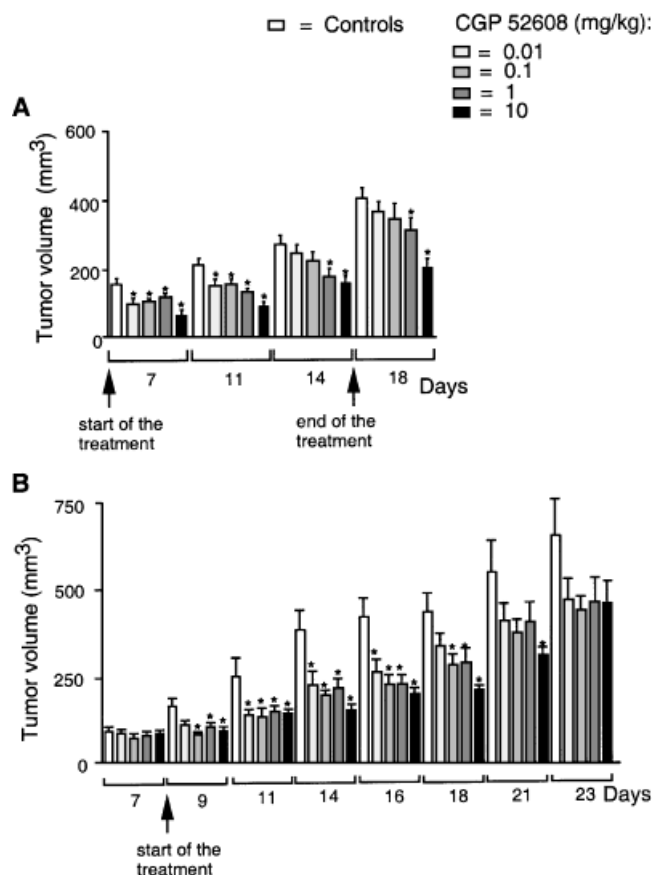 = Controls
CGP 52608 (mg/kg):
= 0.01
= 0.1
= 1
= 10
A
Tumor volume (mm3)
600
400
200
0
* * * *
* * * *
* *
* *
7 11 14 18 Days
start of the
treatment
end of the
treatment
B
Tumor volume (mm3)
750
500
250
0
* * *
* * * *
* * * *
* * * *
* * *
*
7 9 11 14 16 18 21 23 Days
start of the
treatment